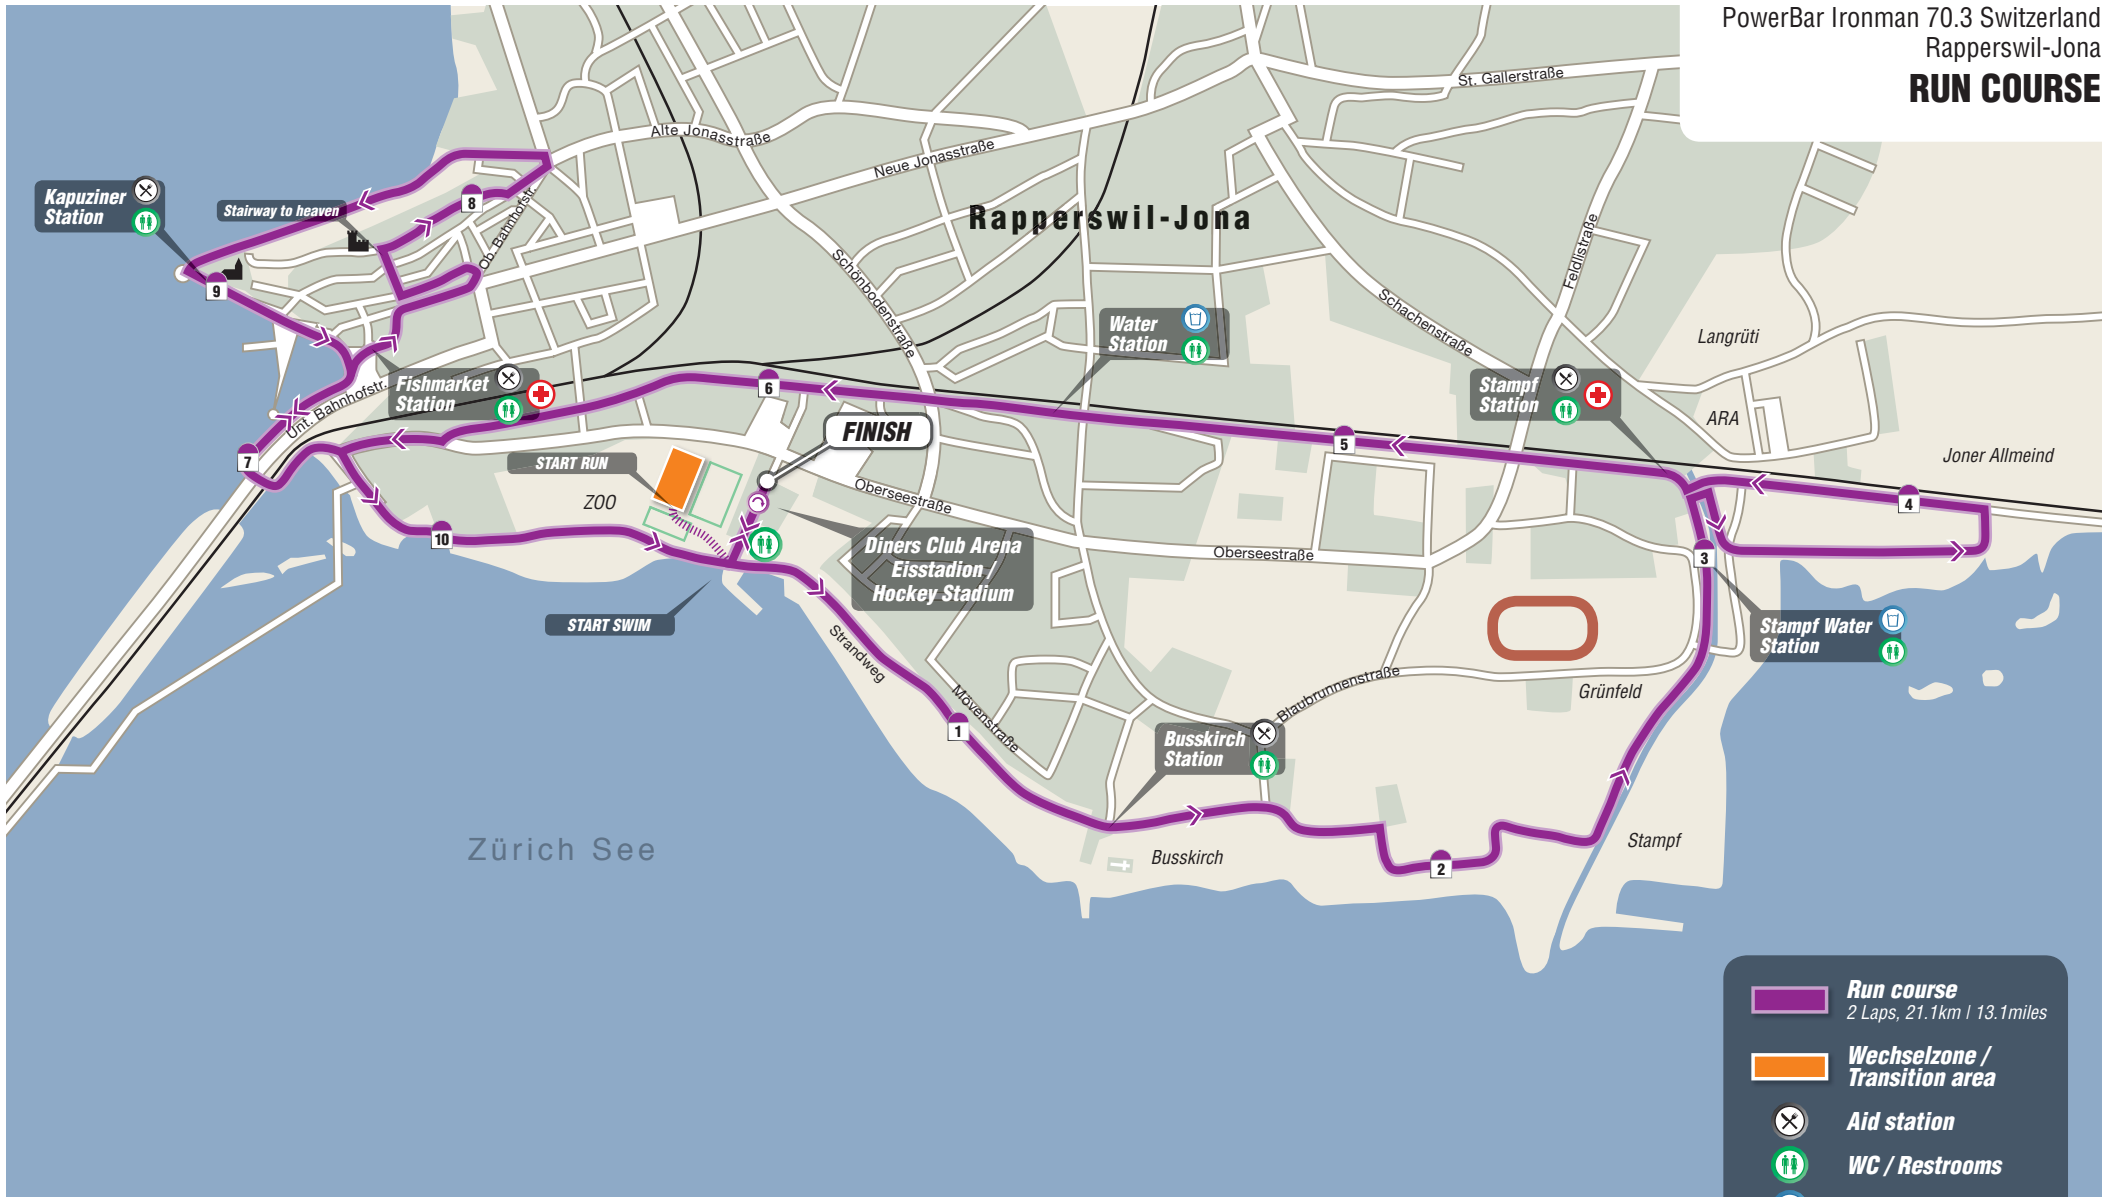 PowerBar Ironman 70.3 Switzerland
Rapperswil-Jona
RUN COURSE
St. Gallerstraße
Alte Jonasstraße
Neue Jonasstraße
Kapuziner
Station
Stairway to heaven
8
Ob. Bahnhofstr.
Rapperswil-Jona
Feldlistraße
Schönbodenstraße
9
Schachenstraße
Water
Station
Langrüti
Fishmarket
Station
6
Stampf
Station
Unt. Bahnhofstr.
ARA
FINISH
5
7
START RUN
Joner Allmeind
ZOO
Oberseestraße
4
10
Diners Club Arena
Eisstadion /
Hockey Stadium
Oberseestraße
3
START SWIM
Stampf Water
Station
Strandweg
Blaubrunnenstraße
Grünfeld
Mövenstraße
1
Busskirch
Station
Zürich See
Busskirch
2
Stampf
Run course
2 Laps, 21.1km | 13.1miles
Wechselzone /
Transition area
Aid station
WC / Restrooms